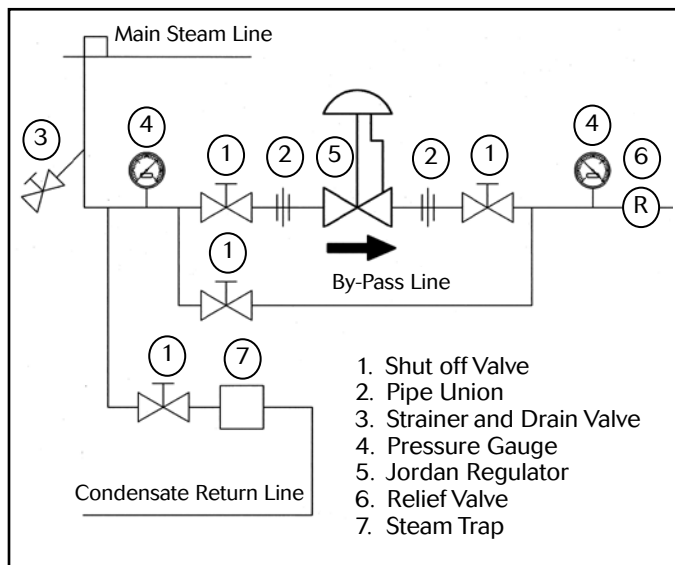 Main Steam Line
3
4
1
2
5
2
1
4
6
R
1
By-Pass Line
1
7
1. Shut off Valve
2. Pipe Union
3. Strainer and Drain Valve
4. Pressure Gauge
5. Jordan Regulator
6. Relief Valve
7. Steam Trap
Condensate Return Line